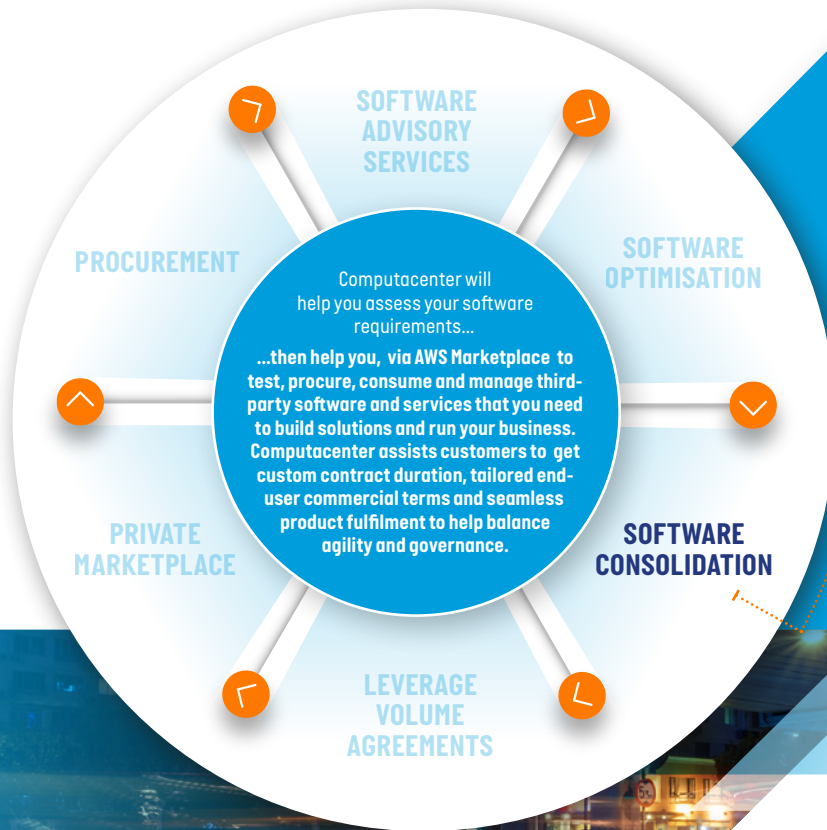 SOFTWARE
ADVISORY
SERVICES
SOFTWARE
OPTIMISATION
PROCUREMENT
Computacenter will
help you assess your software
requirements...
...then help you, via AWS Marketplace to
test, procure, consume and manage third-
party software and services that you need
to build solutions and run your business.
Computacenter assists customers to get
custom contract duration, tailored end-
user commercial terms and seamless
product fulfilment to help balance
agility and governance.
SOFTWARE
CONSOLIDATION
PRIVATE
MARKETPLACE
LEVERAGE
VOLUME
AGREEMENTS